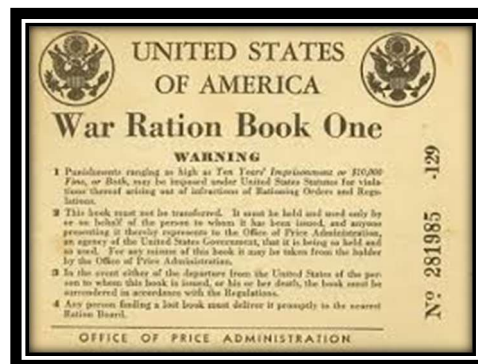 UNITED STATES
OF AMERICA
War Ration Book One
WARNING
1 Punishments ranging as high as Ten Years' Imprisonment or $10,000
Fine, or Both, may be imposed under United States Statutes for viola-
tions thereof arising out of infractions of Rationing Orders and Regu-
lations.
2 This book must not be transferred. It must be held and used only by
or on behalf of the person to whom it has been issued, and anyone
presenting it thereby represents to the Office of Price Administration,
an agency of the United States Government, that it is being so held and
so used. For any misuse of this book it may be taken from the holder
by the Office of Price Administration.
3 In the event either of the departure from the United States of the per-
son to whom this book is issued, or his or her death, the book must be
surrendered in accordance with the Regulations.
4 Any person finding a lost book must deliver it promptly to the nearest
Ration Board.
OFFICE OF PRICE ADMINISTRATION
Nº 281985 -129